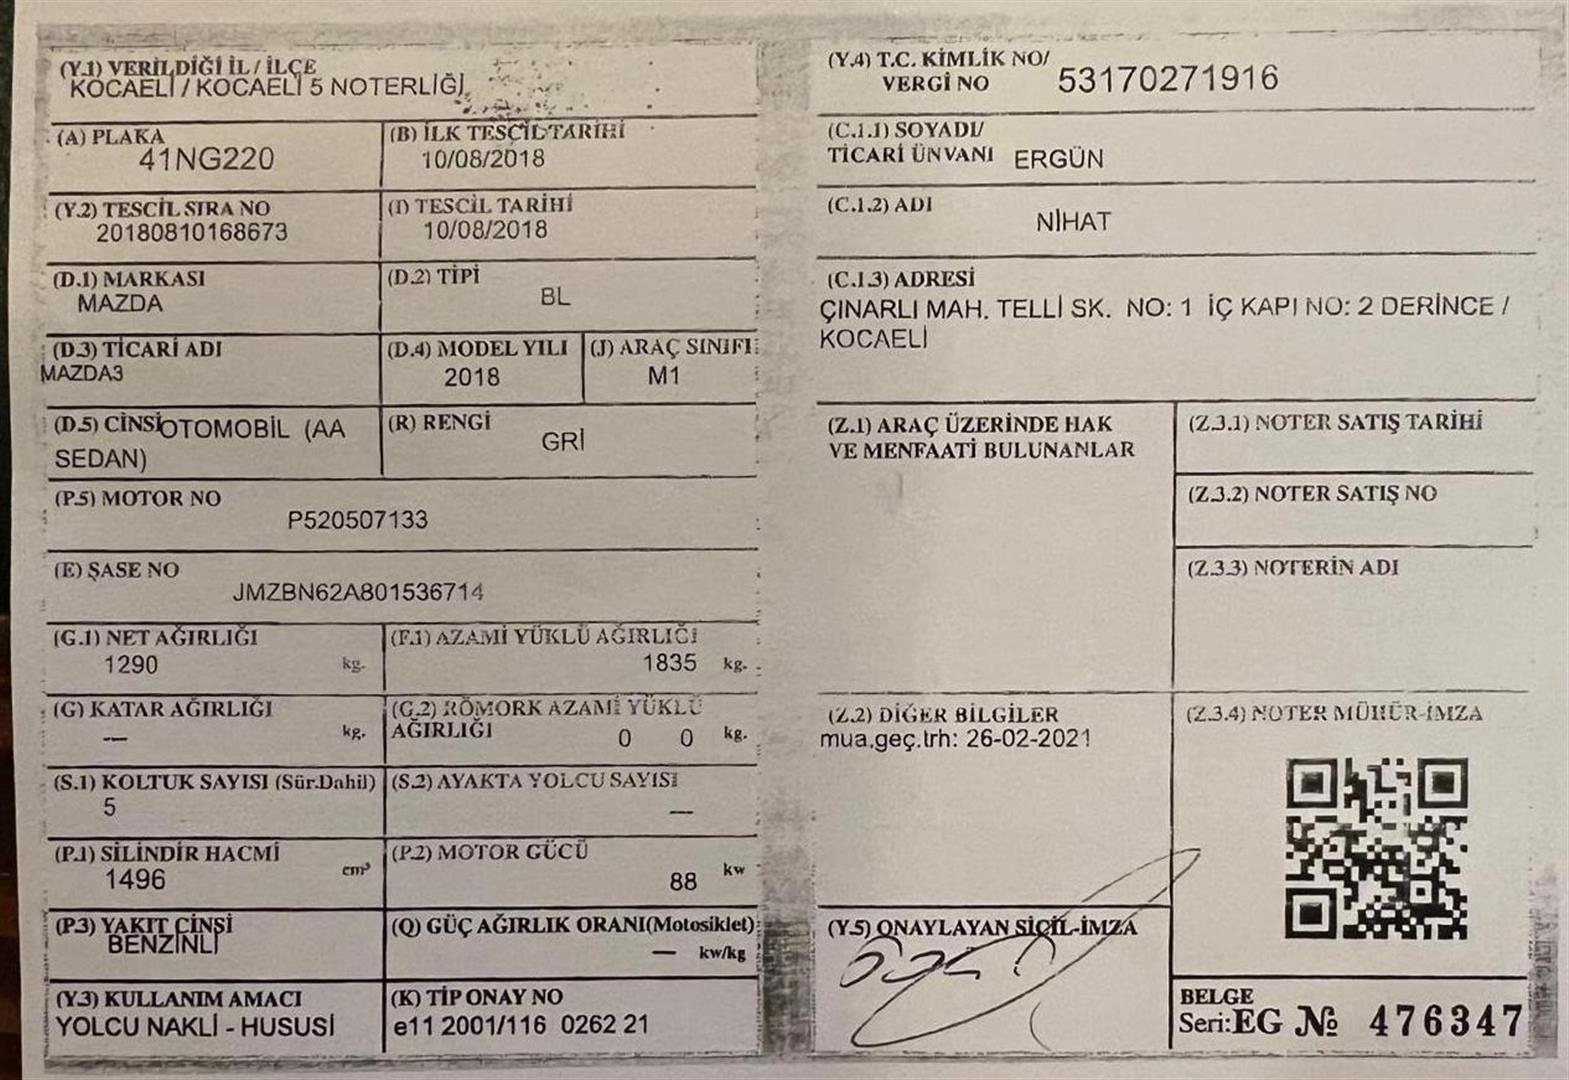 (Y.1) VERİLDİĞİ İL / İLÇE
KOCAELİ / KOCAELİ 5 NOTERLİĞİ
(A) PLAKA
41NG220
(B) İLK TESCİL TARİHİ
10/08/2018
(Y.2) TESCİL SIRA NO
20180810168673
(I) TESCİL TARİHİ
10/08/2018
(D.1) MARKASI
MAZDA
(D.2) TİPİ
BL
(D.3) TİCARİ ADI
MAZDA3
(D.4) MODEL YILI
2018
(J) ARAÇ SINIFI
M1
(D.5) CİNSİ OTOMOBİL (AA
SEDAN)
(R) RENGİ
GRİ
(P.5) MOTOR NO
P520507133
(E) ŞASE NO
JMZBN62A801536714
(G.1) NET AĞIRLIĞI
1290 kg.
(F.1) AZAMİ YÜKLÜ AĞIRLIĞI
1835 kg.
(G) KATAR AĞIRLIĞI
— kg.
(G.2) RÖMORK AZAMİ YÜKLÜ
AĞIRLIĞI 0 0 kg.
(S.1) KOLTUK SAYISI (Sür.Dahil)
5
(S.2) AYAKTA YOLCU SAYISI
—
(P.1) SİLİNDİR HACMİ
1496 cm³
(P.2) MOTOR GÜCÜ
88 kw
(P.3) YAKIT CİNSİ
BENZİNLİ
(Q) GÜÇ AĞIRLIK ORANI(Motosiklet)
— kw/kg
(Y.3) KULLANIM AMACI
YOLCU NAKLİ - HUSUSİ
(K) TİP ONAY NO
e11 2001/116 0262 21
(Y.4) T.C. KİMLİK NO/
VERGİ NO 53170271916
(C.1.1) SOYADI/
TİCARİ ÜNVANI ERGÜN
(C.1.2) ADI
NİHAT
(C.1.3) ADRESİ
ÇINARLI MAH. TELLİ SK. NO: 1 İÇ KAPI NO: 2 DERİNCE /
KOCAELİ
(Z.1) ARAÇ ÜZERİNDE HAK
VE MENFAATİ BULUNANLAR
(Z.3.1) NOTER SATIŞ TARİHİ
(Z.3.2) NOTER SATIŞ NO
(Z.3.3) NOTERİN ADI
(Z.2) DİĞER BİLGİLER
mua.geç.trh: 26-02-2021
(Z.3.4) NOTER MÜHÜR-İMZA
(Y.5) ONAYLAYAN SİCİL-İMZA
BELGE
Seri:EG № 476347